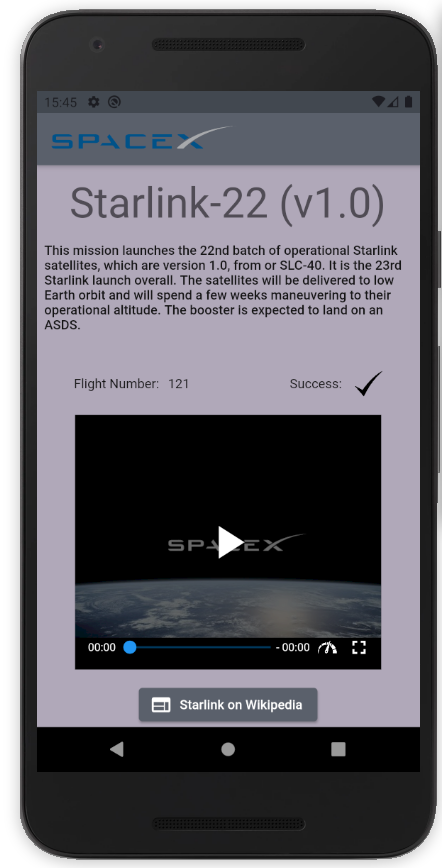 15:45
SPACEX
Starlink-22 (v1.0)
This mission launches the 22nd batch of operational Starlink
satellites, which are version 1.0, from or SLC-40. It is the 23rd
Starlink launch overall. The satellites will be delivered to low
Earth orbit and will spend a few weeks maneuvering to their
operational altitude. The booster is expected to land on an
ASDS.
Flight Number: 121 Success:
SPACEX
00:00 - 00:00
Starlink on Wikipedia